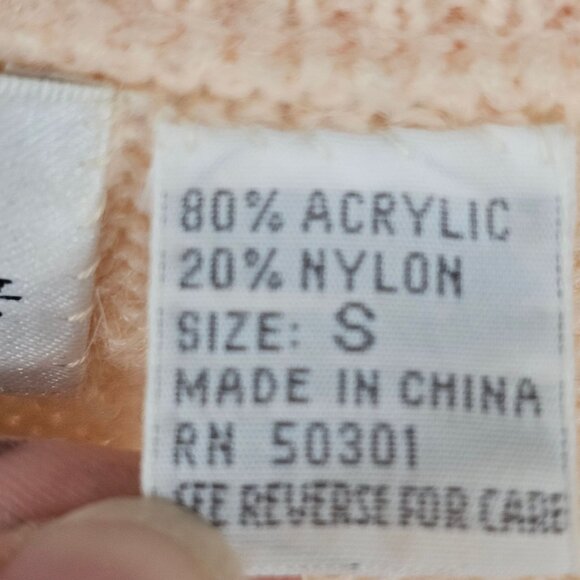 80% ACRYLIC
20% NYLON
SIZE: S
MADE IN CHINA
RN 50301
SEE REVERSE FOR CARE